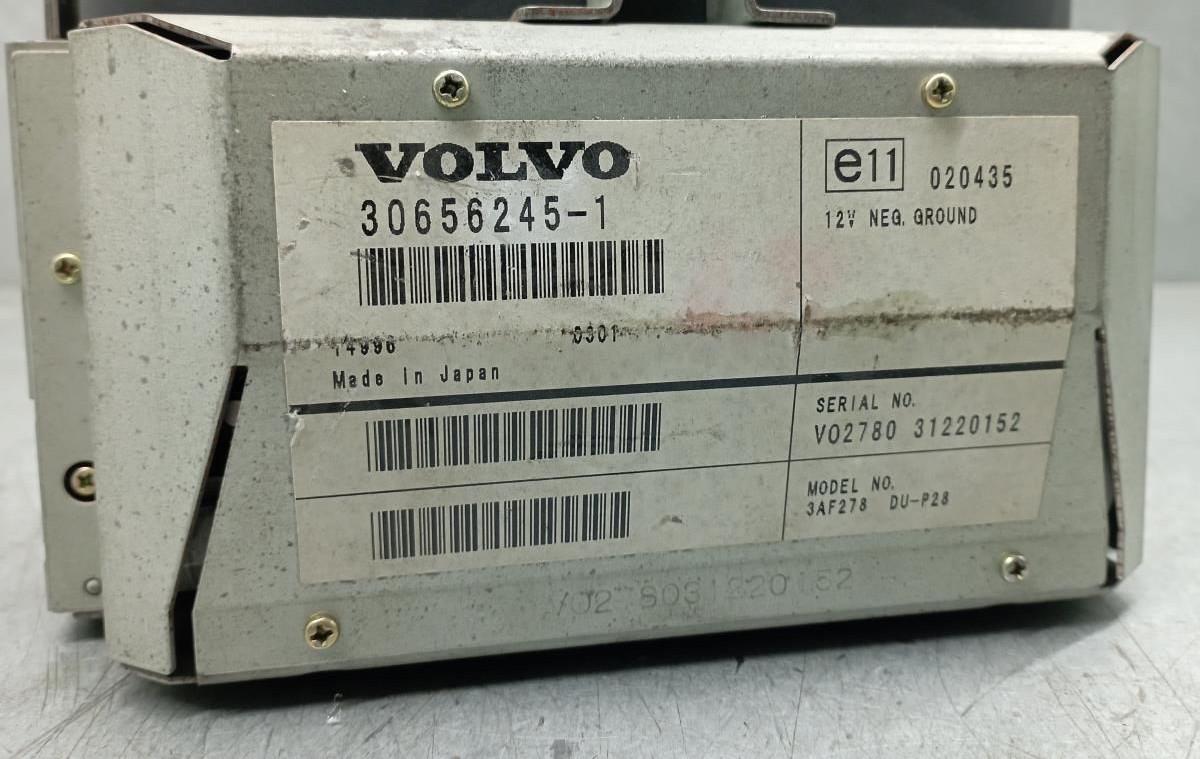 VOLVO
30656245-1
e11 020435
12V NEG. GROUND
14996 0301
Made in Japan
SERIAL NO.
V02780 31220152
MODEL NO.
3AF278 DU-P28